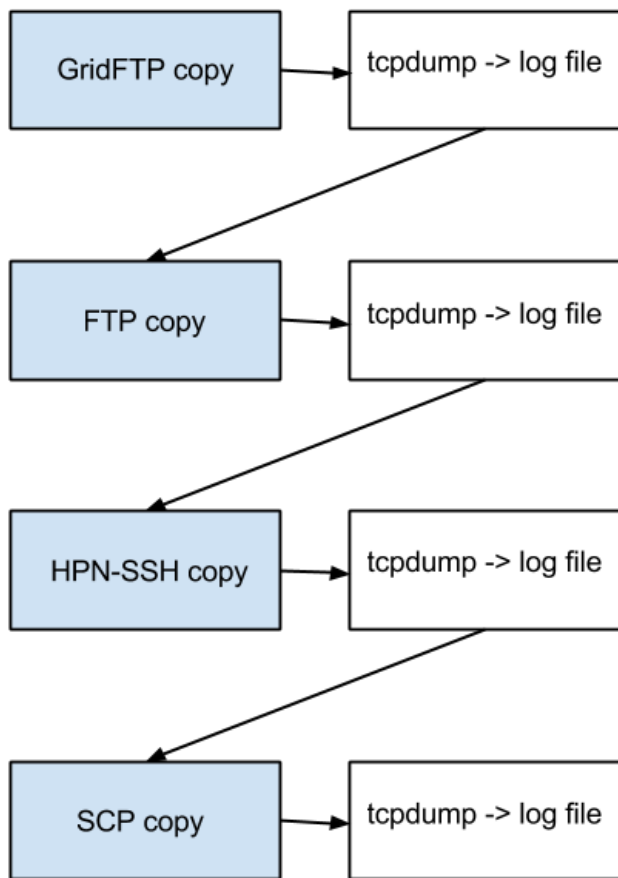 GridFTP copy
tcpdump -> log file
FTP copy
tcpdump -> log file
HPN-SSH copy
tcpdump -> log file
SCP copy
tcpdump -> log file